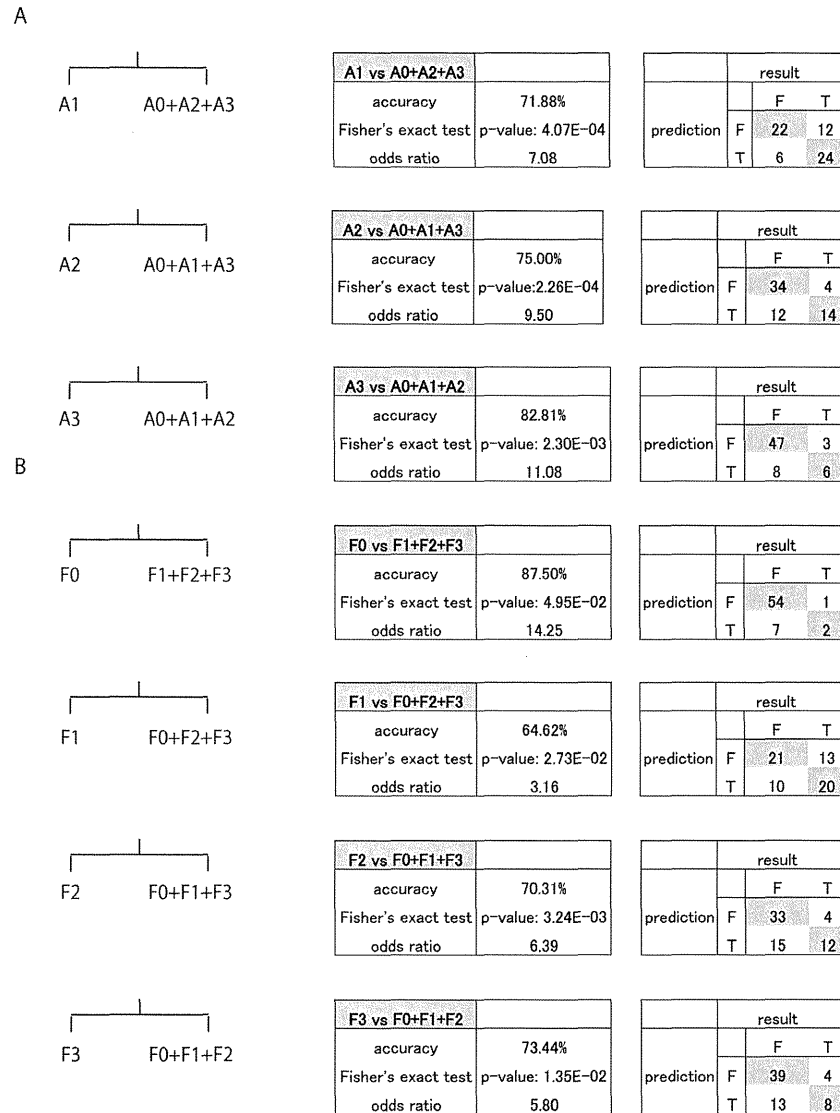 A
A1 A0+A2+A3
A1 vs A0+A2+A3
accuracy 71.88%
Fisher's exact test p-value: 4.07E-04
odds ratio 7.08
result
F T
prediction F 22 12
T 6 24
A2 A0+A1+A3
A2 vs A0+A1+A3
accuracy 75.00%
Fisher's exact test p-value:2.26E-04
odds ratio 9.50
result
F T
prediction F 34 4
T 12 14
A3 A0+A1+A2
A3 vs A0+A1+A2
accuracy 82.81%
Fisher's exact test p-value: 2.30E-03
odds ratio 11.08
result
F T
prediction F 47 3
T 8 6
B
F0 F1+F2+F3
F0 vs F1+F2+F3
accuracy 87.50%
Fisher's exact test p-value: 4.95E-02
odds ratio 14.25
result
F T
prediction F 54 1
T 7 2
F1 F0+F2+F3
F1 vs F0+F2+F3
accuracy 64.62%
Fisher's exact test p-value: 2.73E-02
odds ratio 3.16
result
F T
prediction F 21 13
T 10 20
F2 F0+F1+F3
F2 vs F0+F1+F3
accuracy 70.31%
Fisher's exact test p-value: 3.24E-03
odds ratio 6.39
result
F T
prediction F 33 4
T 15 12
F3 F0+F1+F2
F3 vs F0+F1+F2
accuracy 73.44%
Fisher's exact test p-value: 1.35E-02
odds ratio 5.80
result
F T
prediction F 39 4
T 13 8